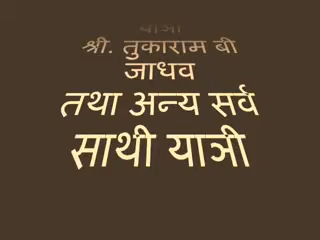 यात्रा
श्री. तुकाराम बी
जाधव
तथा अन्य सर्व
साथी यात्री